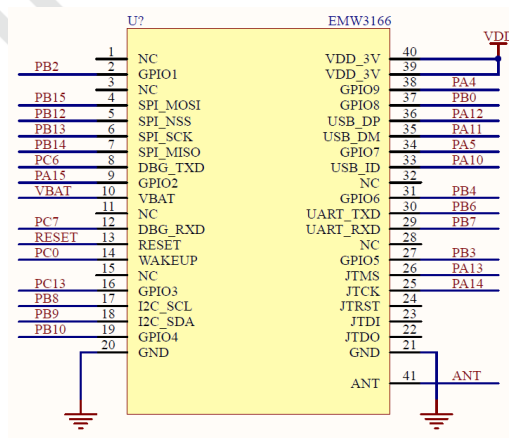 U? EMW3166
VDD
1 NC VDD_3V 40
PB2 2 GPIO1 VDD_3V 39
3 NC GPIO9 38 PA4
PB15 4 SPI_MOSI GPIO8 37 PB0
PB12 5 SPI_NSS USB_DP 36 PA12
PB13 6 SPI_SCK USB_DM 35 PA11
PB14 7 SPI_MISO GPIO7 34 PA5
PC6 8 DBG_TXD USB_ID 33 PA10
PA15 9 GPIO2 NC 32
VBAT 10 VBAT GPIO6 31 PB4
11 NC UART_TXD 30 PB6
PC7 12 DBG_RXD UART_RXD 29 PB7
RESET 13 RESET NC 28
PC0 14 WAKEUP GPIO5 27 PB3
15 NC JTMS 26 PA13
PC13 16 GPIO3 JTCK 25 PA14
PB8 17 I2C_SCL JTRST 24
PB9 18 I2C_SDA JTDI 23
PB10 19 GPIO4 JTDO 22
20 GND GND 21
ANT 41 ANT